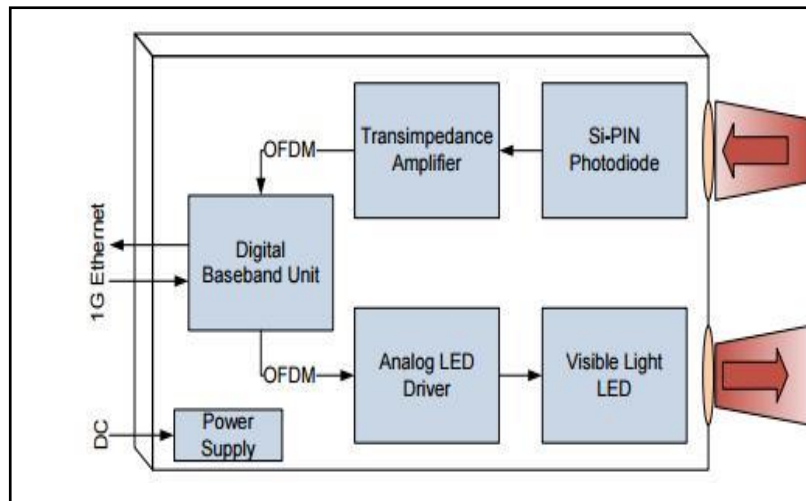 Transimpedance
Amplifier
Si-PIN
Photodiode
OFDM
Digital
Baseband Unit
1G Ethernet
OFDM
Analog LED
Driver
Visible Light
LED
Power
Supply
DC